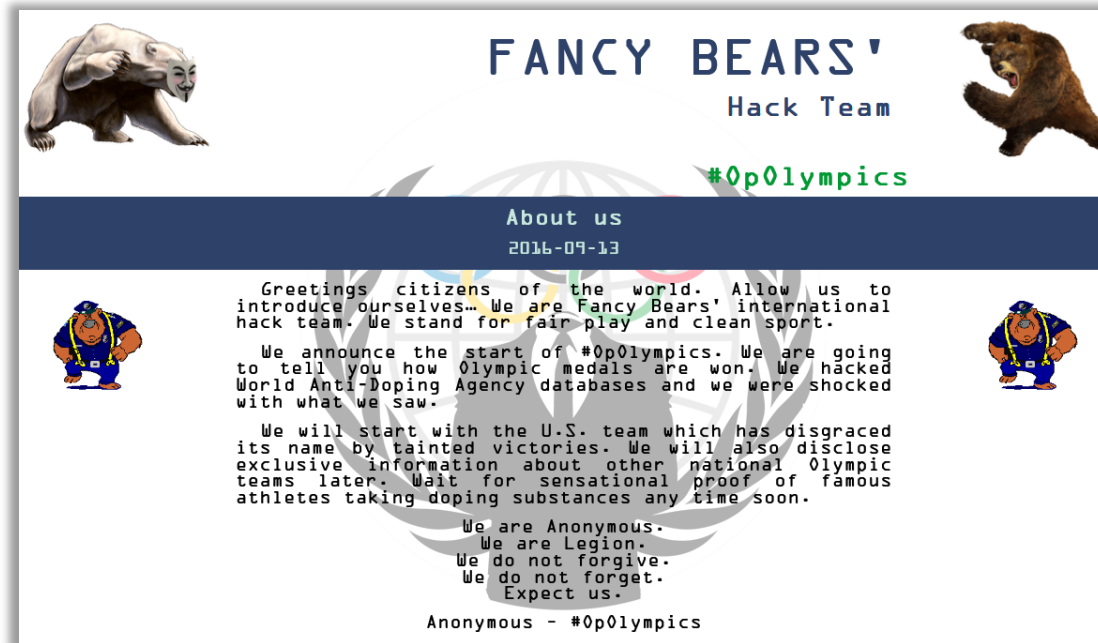 FANCY BEARS'
Hack Team
#OpOlympics
About us
2016-09-13
Greetings citizens of the world. Allow us to
introduce ourselves… We are Fancy Bears' international
hack team. We stand for fair play and clean sport.
We announce the start of #OpOlympics. We are going
to tell you how Olympic medals are won. We hacked
World Anti-Doping Agency databases and we were shocked
with what we saw.
We will start with the U.S. team which has disgraced
its name by tainted victories. We will also disclose
exclusive information about other national Olympic
teams later. Wait for sensational proof of famous
athletes taking doping substances any time soon.
We are Anonymous.
We are Legion.
We do not forgive.
We do not forget.
Expect us.
Anonymous - #OpOlympics